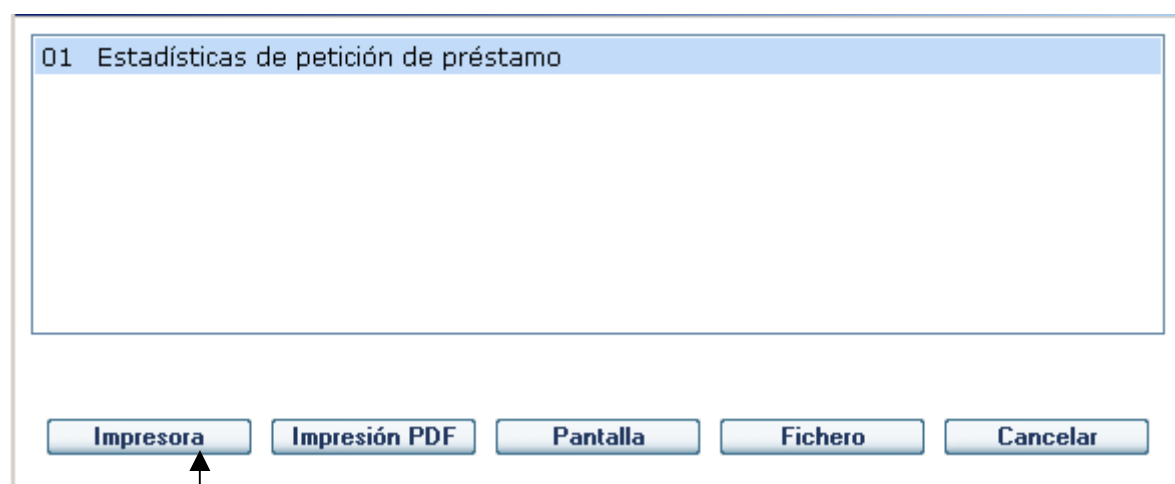 01 Estadísticas de petición de préstamo
Impresora Impresión PDF Pantalla Fichero Cancelar